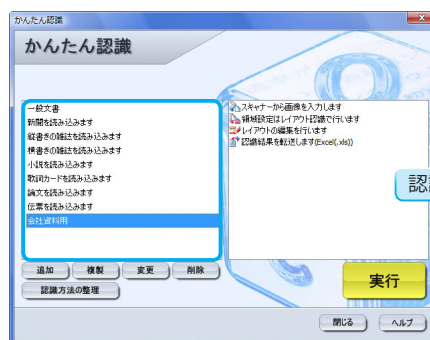 かんたん認識
かんたん認識
一般文書
新聞を読み込みます
縦書きの雑誌を読み込みます
横書きの雑誌を読み込みます
小説を読み込みます
歌詞カードを読み込みます
論文を読み込みます
伝票を読み込みます
会社資料用
スキャナーから画像を入力します
領域設定はレイアウト認識で行います
レイアウトの編集を行います
認識結果を転送します(Excel(.xls))
認
追加 複製 変更 削除
認識方法の整理
実行
閉じる ヘルプ